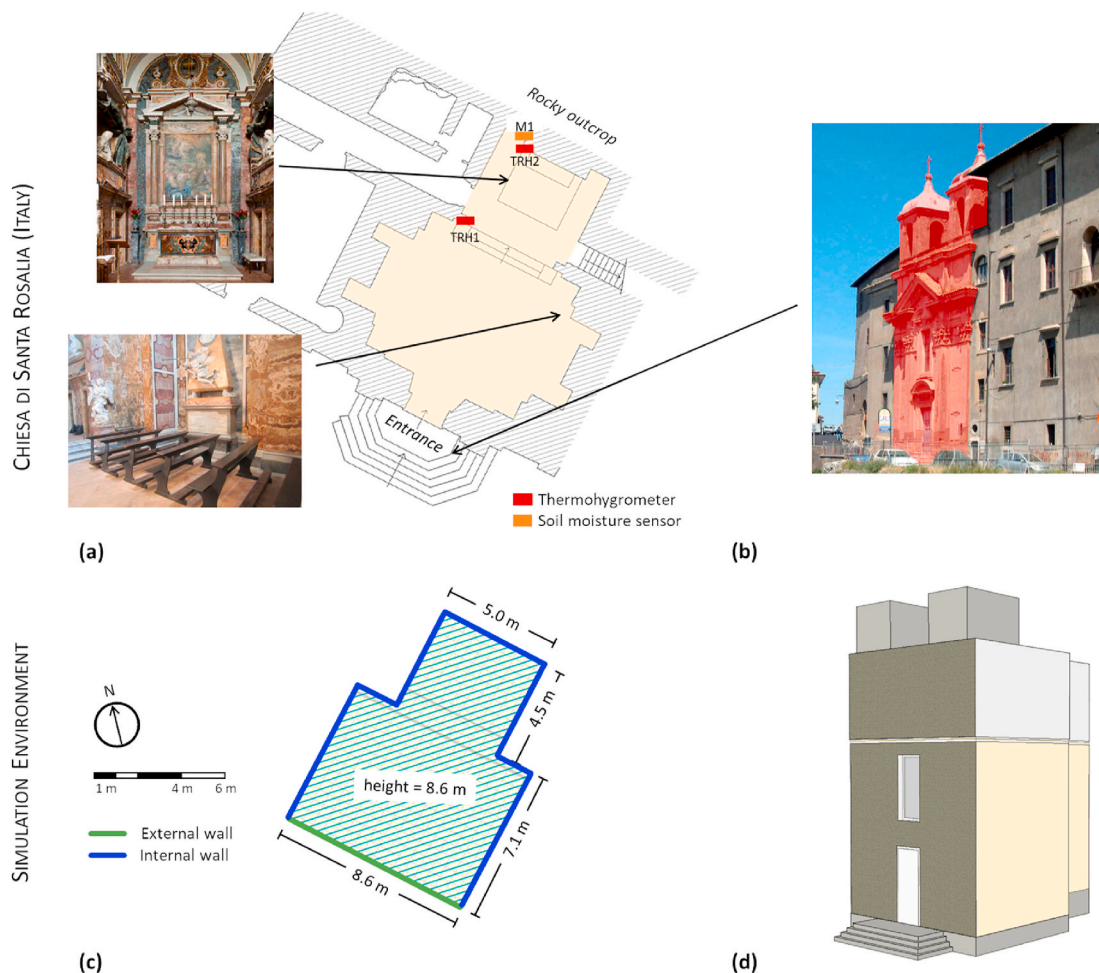 CHIESA DI SANTA ROSALIA (ITALY)
Rocky outcrop
M1
TRH2
TRH1
Entrance
Thermohygrometer
Soil moisture sensor
(a)
(b)
SIMULATION ENVIRONMENT
5.0 m
4.5 m
N
height = 8.6 m
1 m 4 m 6 m
7.1 m
External wall
Internal wall
8.6 m
(c)
(d)